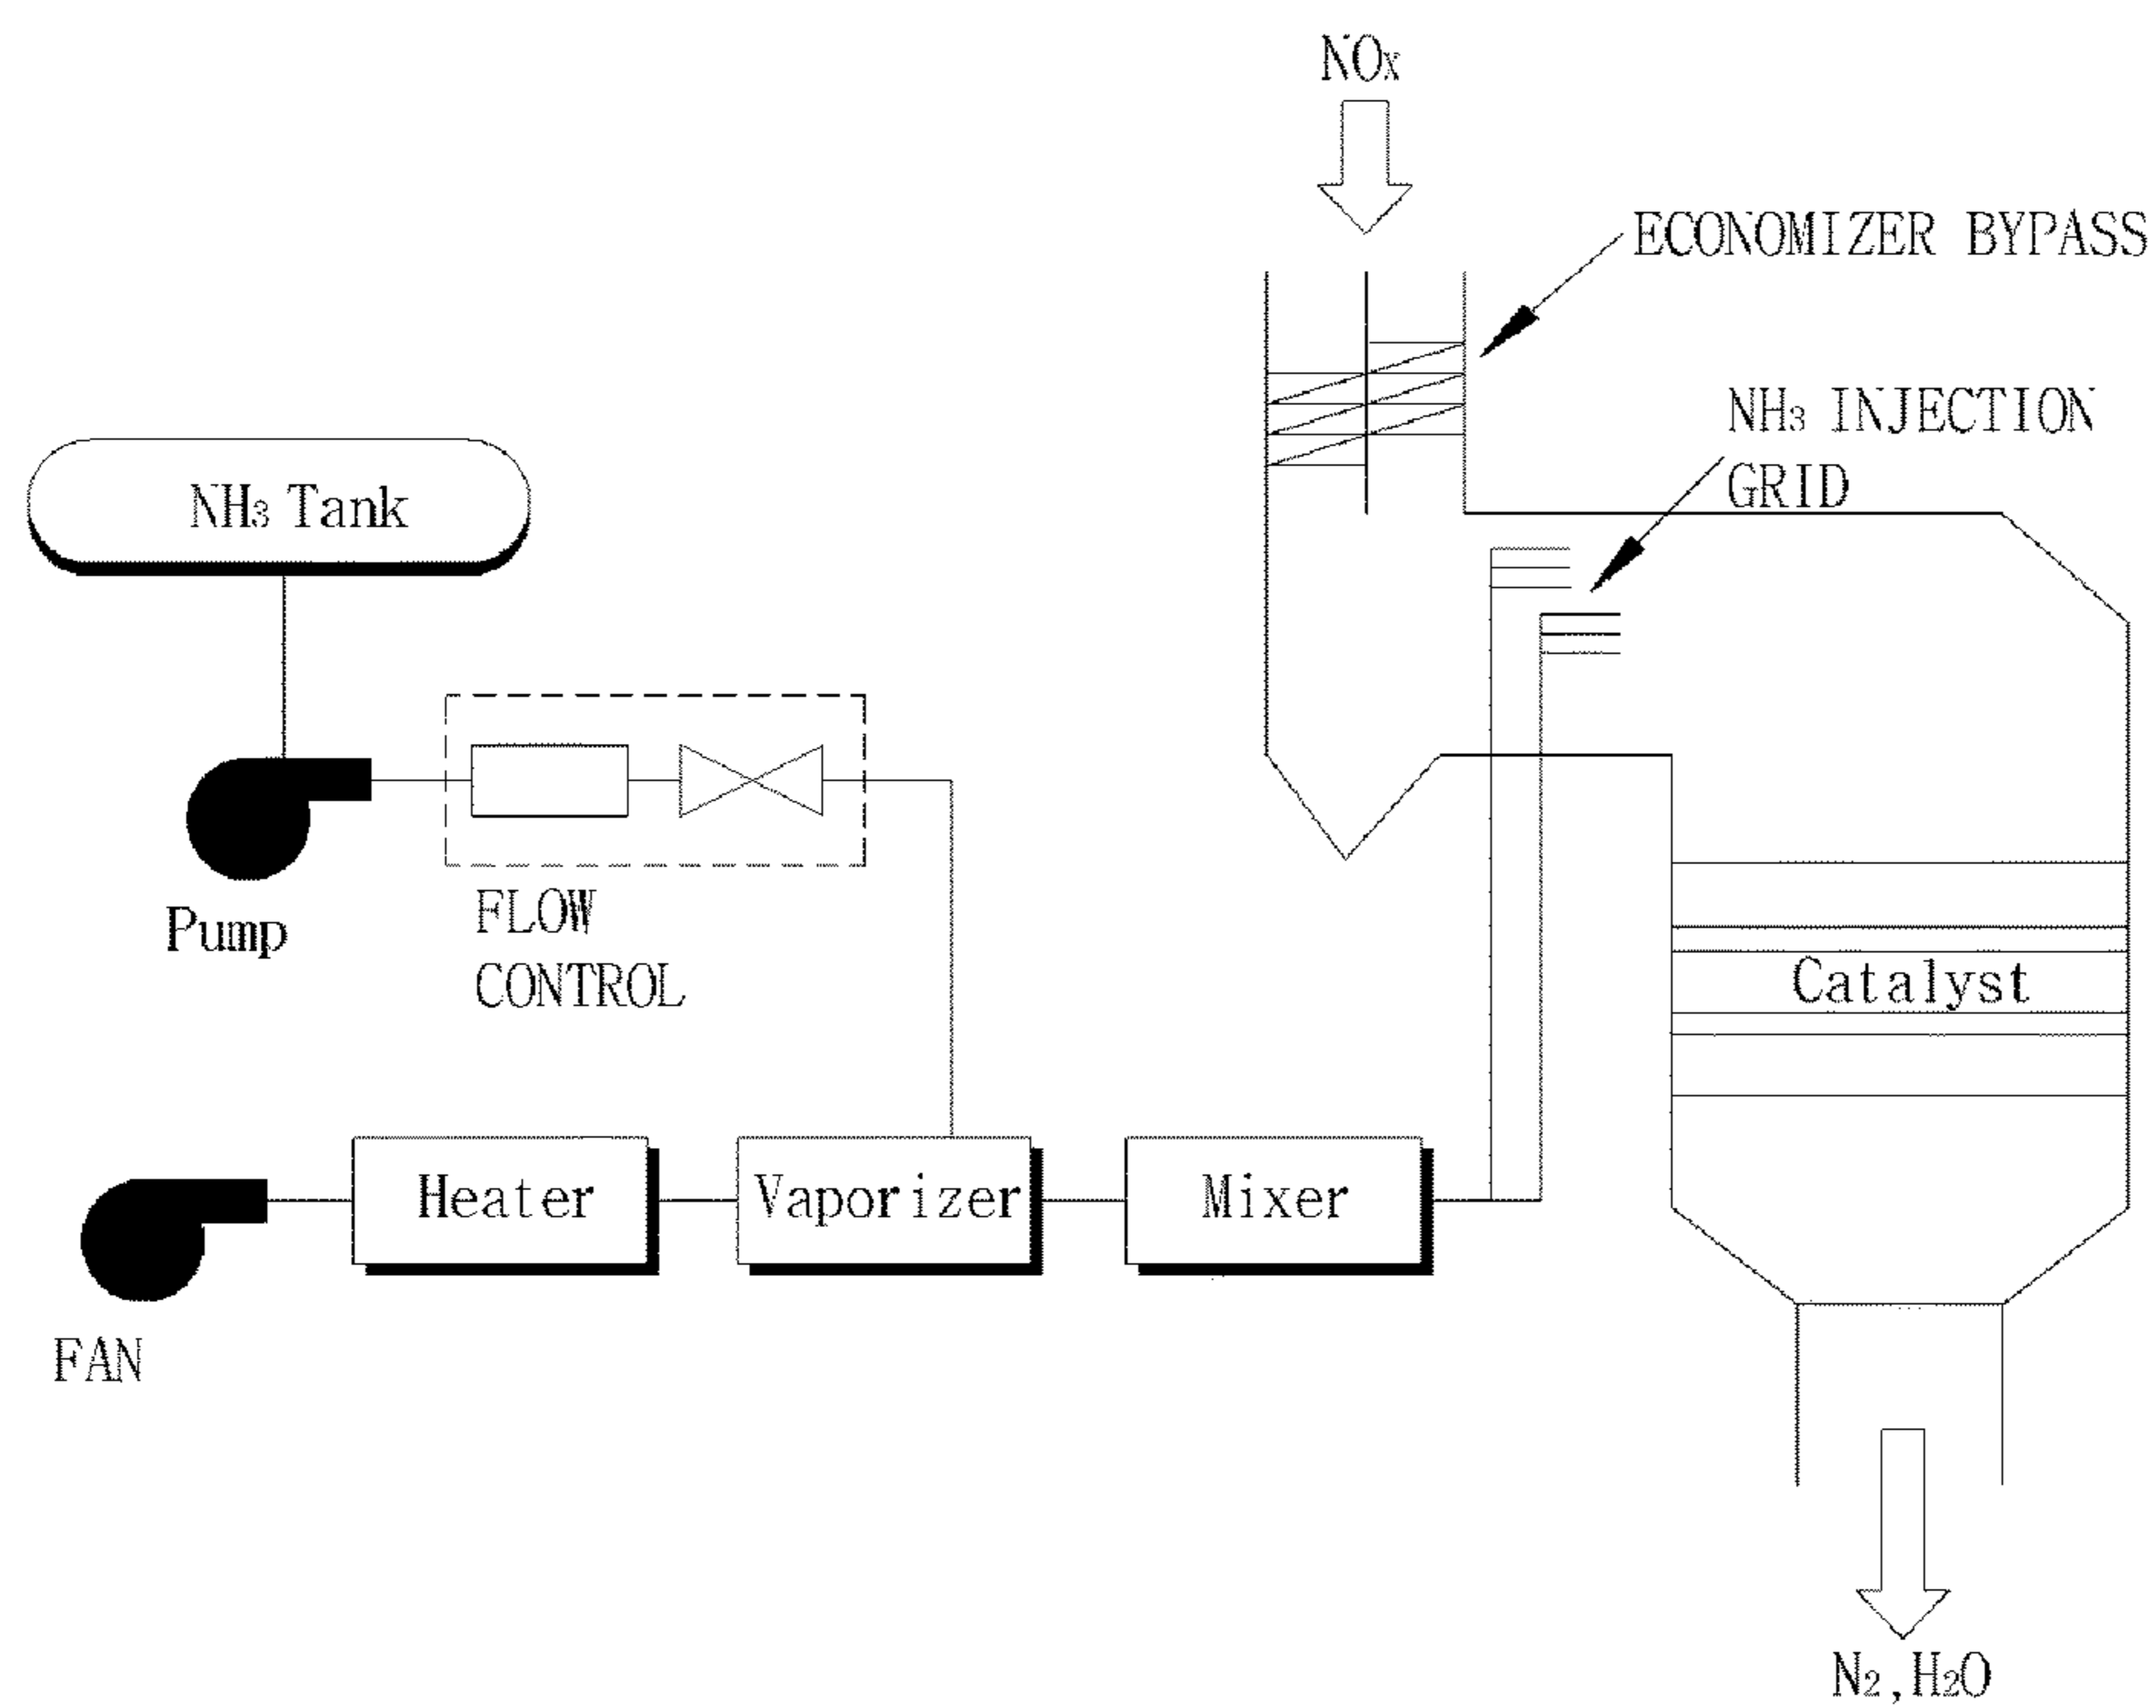 NOx
ECONOMIZER BYPASS
NH₃ INJECTION
GRID
NH₃ Tank
Pump
FLOW
CONTROL
Catalyst
Heater
Vaporizer
Mixer
FAN
N₂,H₂O